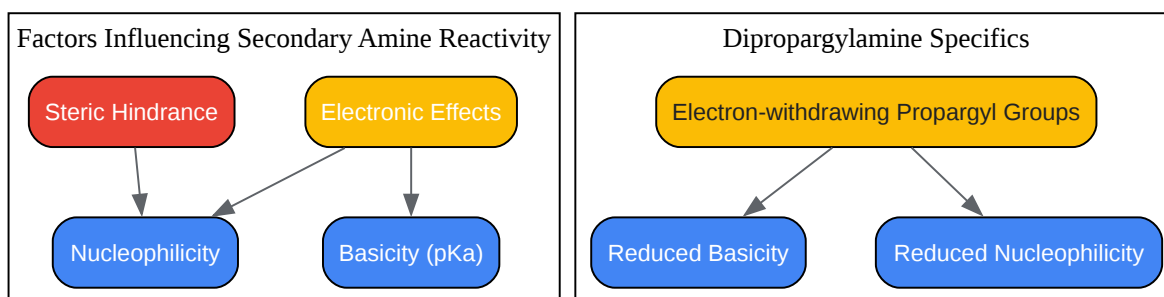 Factors Influencing Secondary Amine Reactivity
Steric Hindrance
Electronic Effects
Nucleophilicity
Basicity (pKa)
Dipropargylamine Specifics
Electron-withdrawing Propargyl Groups
Reduced Basicity
Reduced Nucleophilicity